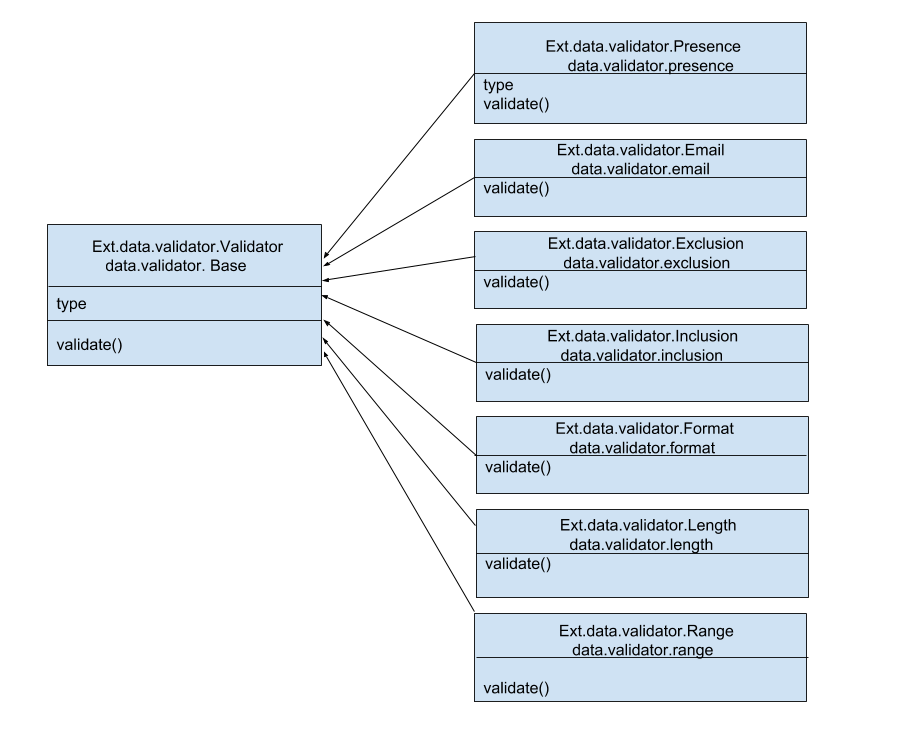 Ext.data.validator.Presence
data.validator.presence
type
validate()
Ext.data.validator.Email
data.validator.email
validate()
Ext.data.validator.Validator
data.validator. Base
type
validate()
Ext.data.validator.Exclusion
data.validator.exclusion
validate()
Ext.data.validator.Inclusion
data.validator.inclusion
validate()
Ext.data.validator.Format
data.validator.format
validate()
Ext.data.validator.Length
data.validator.length
validate()
Ext.data.validator.Range
data.validator.range
validate()